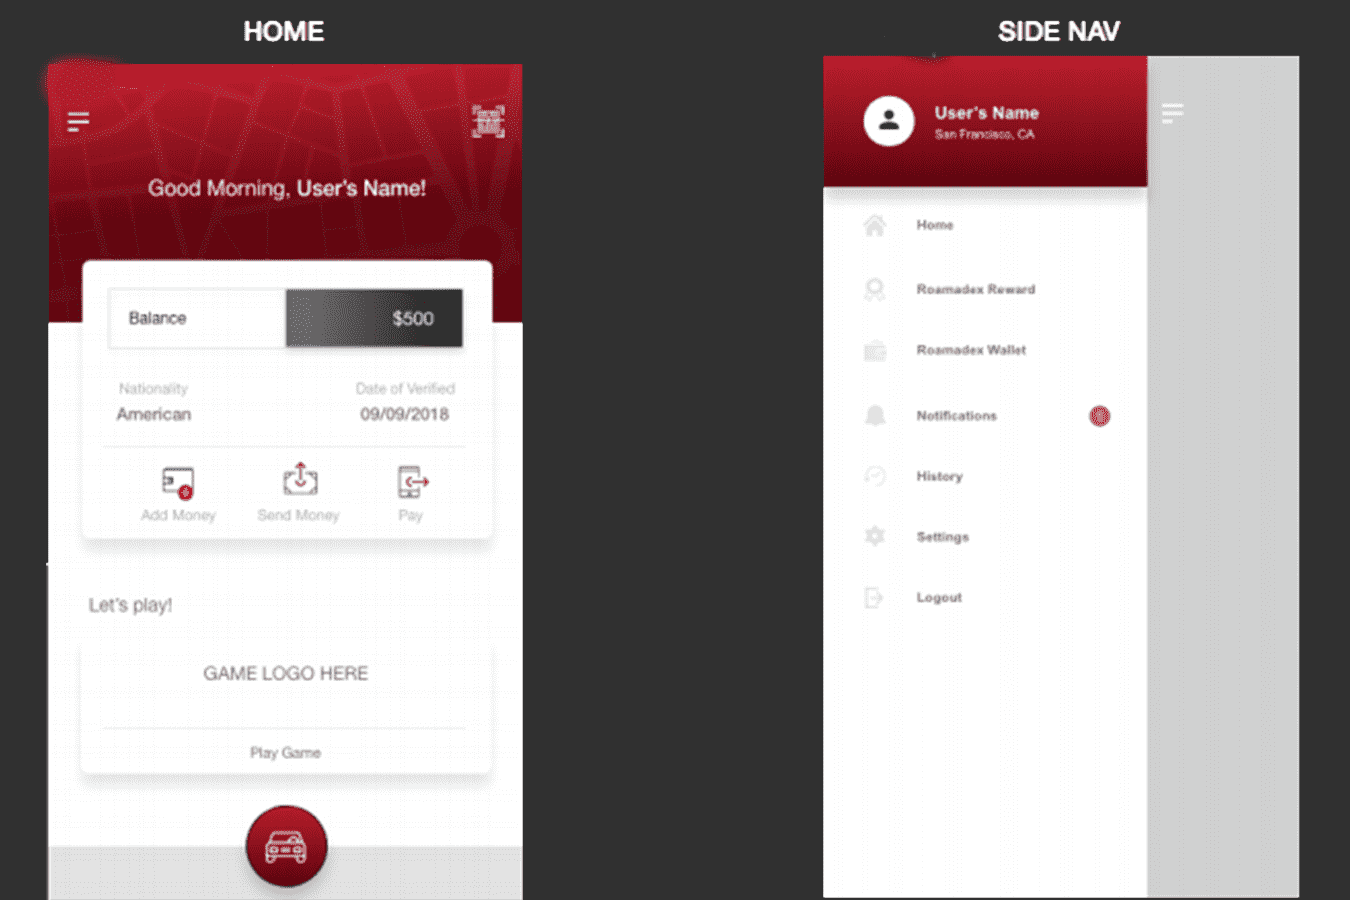 HOME
Good Morning, User's Name!
Balance
$500
Nationality
Date of Verified
American
09/09/2018
Add Money
Send Money
Pay
Let's play!
GAME LOGO HERE
Play Game
SIDE NAV
User's Name
San Francisco, CA
Home
Roamadex Reward
Roamadex Wallet
Notifications
History
Settings
Logout